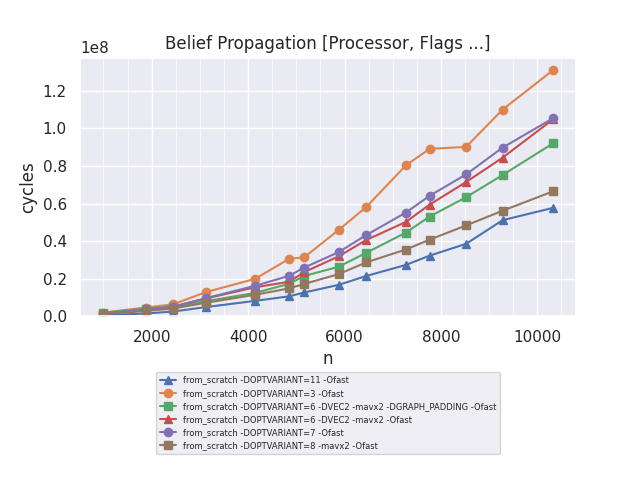 Belief Propagation [Processor, Flags ...]
1e8
1.2
1.0
0.8
0.6
0.4
0.2
0.0
cycles
2000 4000 6000 8000 10000
n
from_scratch -DOPTVARIANT=11 -Ofast
from_scratch -DOPTVARIANT=3 -Ofast
from_scratch -DOPTVARIANT=6 -DVEC2 -mavx2 -DGRAPH_PADDING -Ofast
from_scratch -DOPTVARIANT=6 -DVEC2 -mavx2 -Ofast
from_scratch -DOPTVARIANT=7 -Ofast
from_scratch -DOPTVARIANT=8 -mavx2 -Ofast